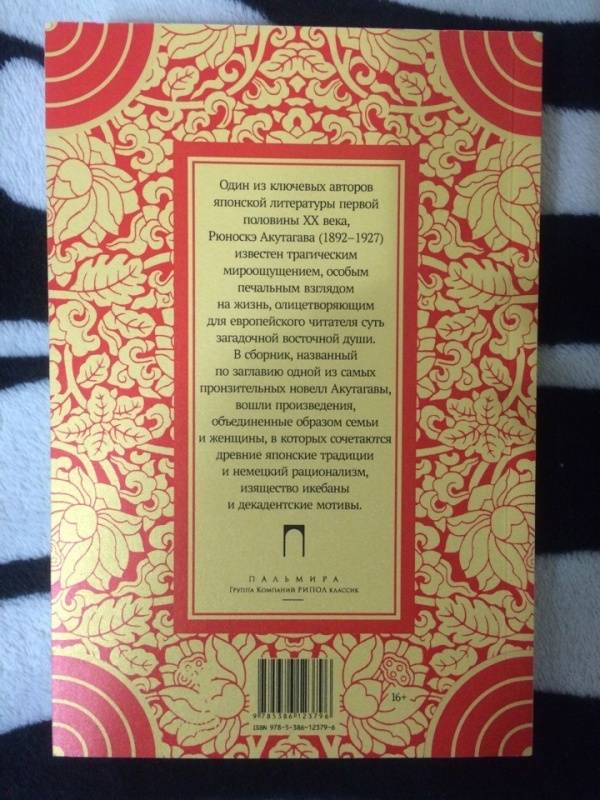 Один из ключевых авторов
японской литературы первой
половины XX века,
Рюноскэ Акутагава (1892–1927)
известен трагическим
мироощущением, особым
печальным взглядом
на жизнь, олицетворяющим
для европейского читателя суть
загадочной восточной души.
В сборник, названный
по заглавию одной из самых
пронзительных новелл Акутагавы,
вошли произведения,
объединенные образом семьи
и женщины, в которых сочетаются
древние японские традиции
и немецкий рационализм,
изящество икебаны
и декадентские мотивы.
ПАЛЬМИРА
Группа Компаний РИПОЛ классик
16+
9 785386 123796
ISBN 978-5-386-12379-6